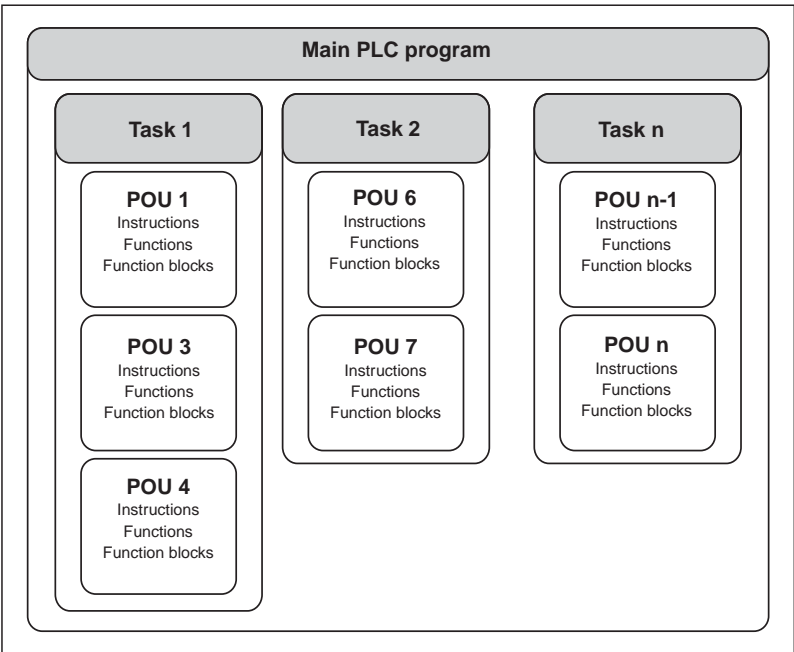 Main PLC program
Task 1
POU 1
Instructions
Functions
Function blocks
POU 3
Instructions
Functions
Function blocks
POU 4
Instructions
Functions
Function blocks
Task 2
POU 6
Instructions
Functions
Function blocks
POU 7
Instructions
Functions
Function blocks
Task n
POU n-1
Instructions
Functions
Function blocks
POU n
Instructions
Functions
Function blocks